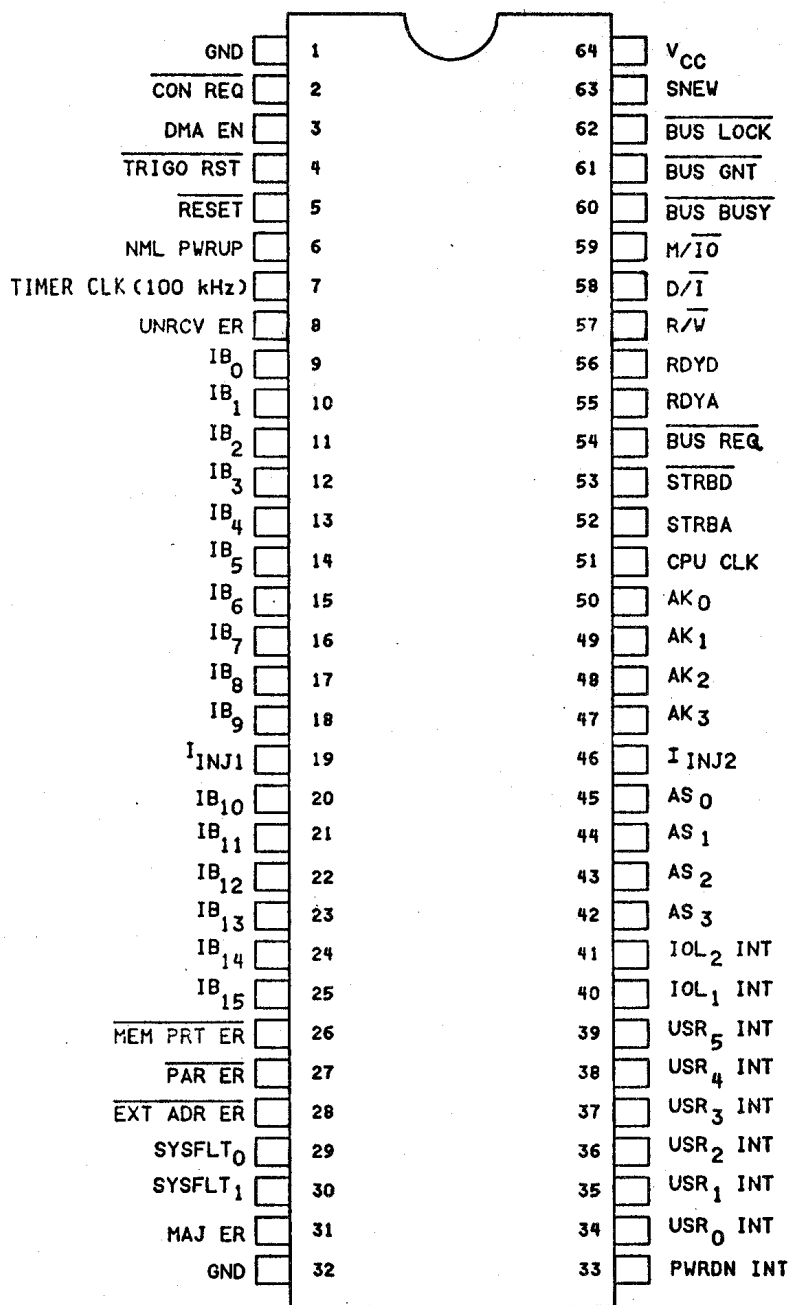 GND 1 64 VCC
CON REQ 2 63 SNEW
DMA EN 3 62 BUS LOCK
TRIGO RST 4 61 BUS GNT
RESET 5 60 BUS BUSY
NML PWRUP 6 59 M/IO
TIMER CLK (100 kHz) 7 58 D/I
UNRCV ER 8 57 R/W
IB0 9 56 RDYD
IB1 10 55 RDYA
IB2 11 54 BUS REQ
IB3 12 53 STRBD
IB4 13 52 STRBA
IB5 14 51 CPU CLK
IB6 15 50 AK0
IB7 16 49 AK1
IB8 17 48 AK2
IB9 18 47 AK3
IINJ1 19 46 IINJ2
IB10 20 45 AS0
IB11 21 44 AS1
IB12 22 43 AS2
IB13 23 42 AS3
IB14 24 41 IOL2 INT
IB15 25 40 IOL1 INT
MEM PRT ER 26 39 USR5 INT
PAR ER 27 38 USR4 INT
EXT ADR ER 28 37 USR3 INT
SYSFLT0 29 36 USR2 INT
SYSFLT1 30 35 USR1 INT
MAJ ER 31 34 USR0 INT
GND 32 33 PWRDN INT